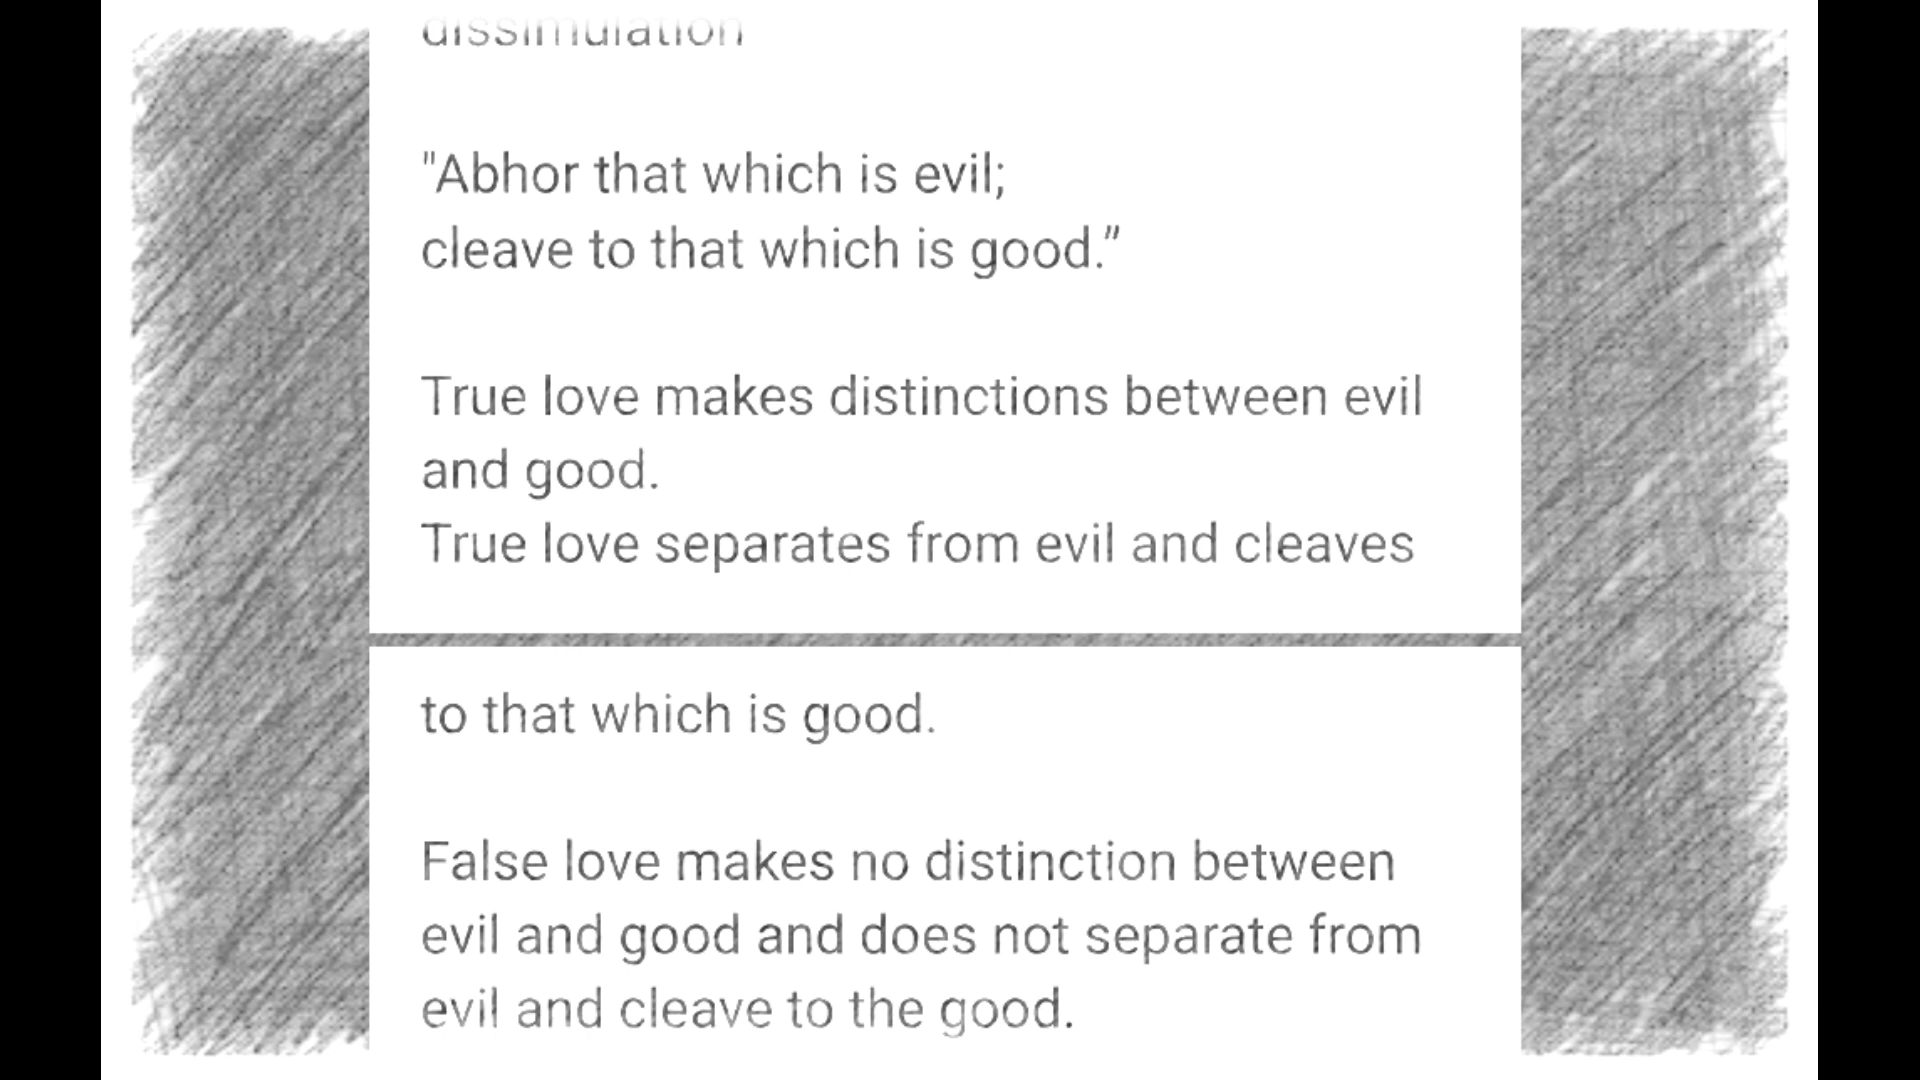 dissimulation
"Abhor that which is evil;
cleave to that which is good.”
True love makes distinctions between evil
and good.
True love separates from evil and cleaves
to that which is good.
False love makes no distinction between
evil and good and does not separate from
evil and cleave to the good.